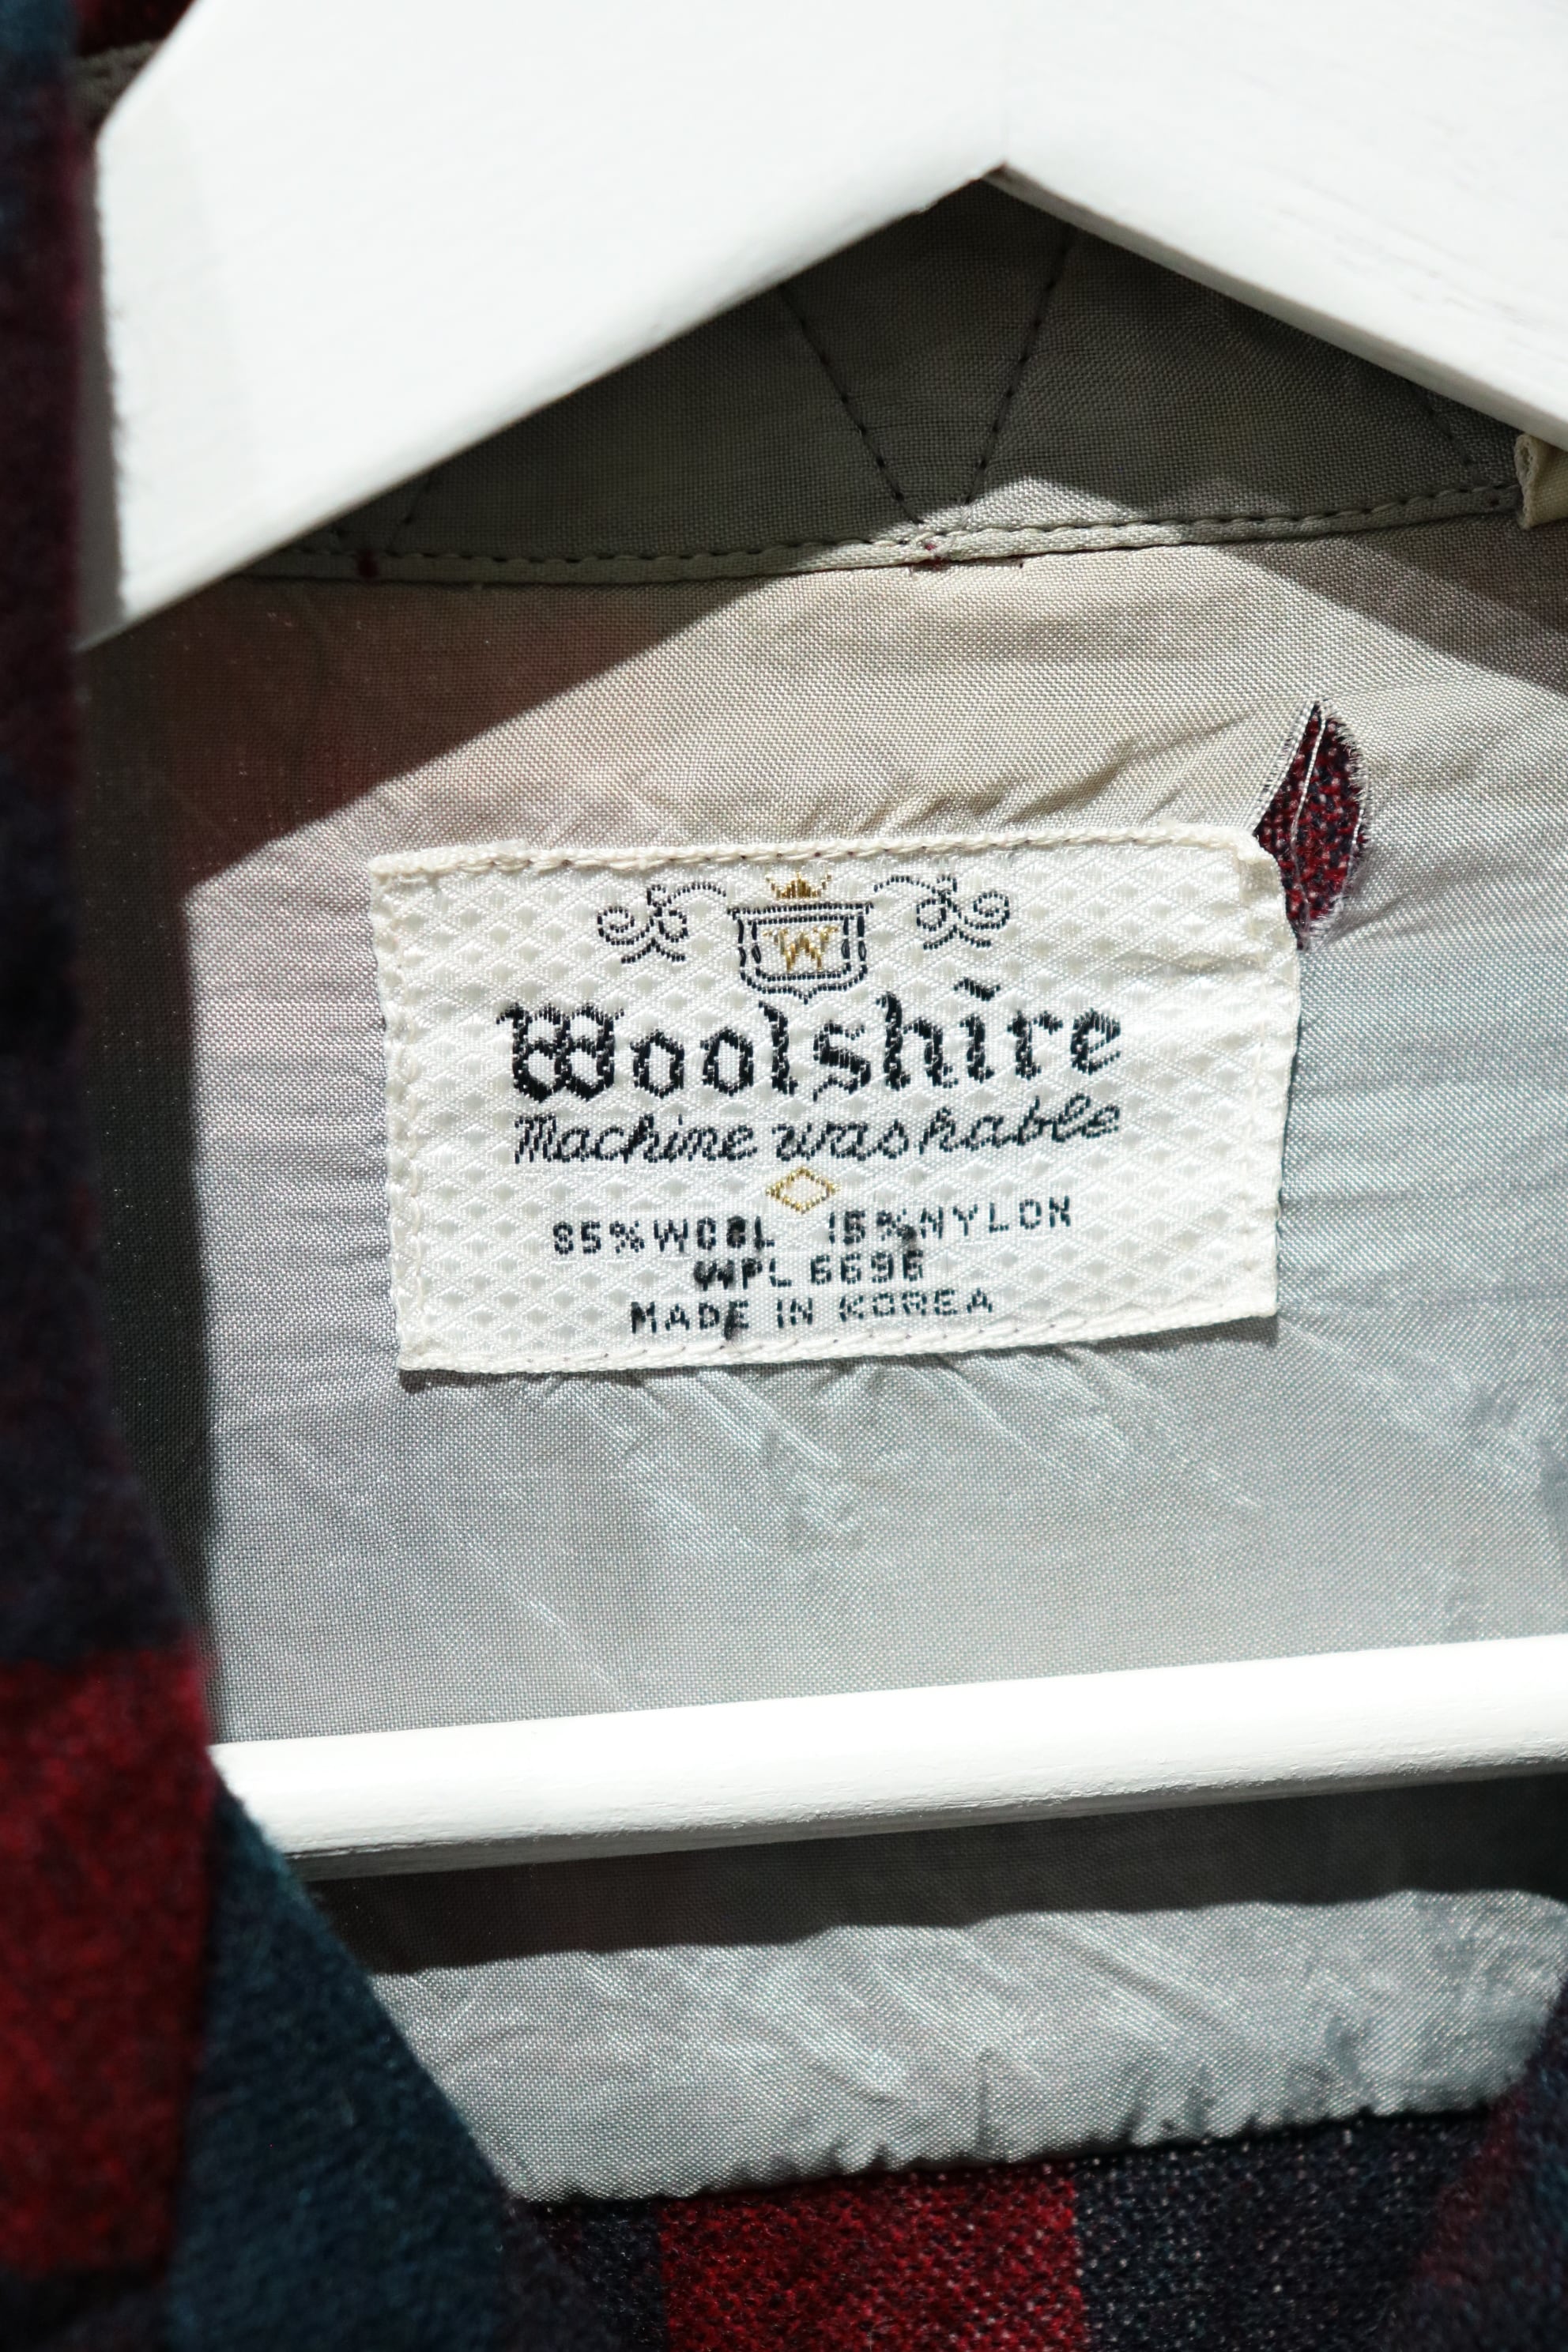 W
Woolshire
Machine washable
85% WOOL 15% NYLON
WPL 6696
MADE IN KOREA